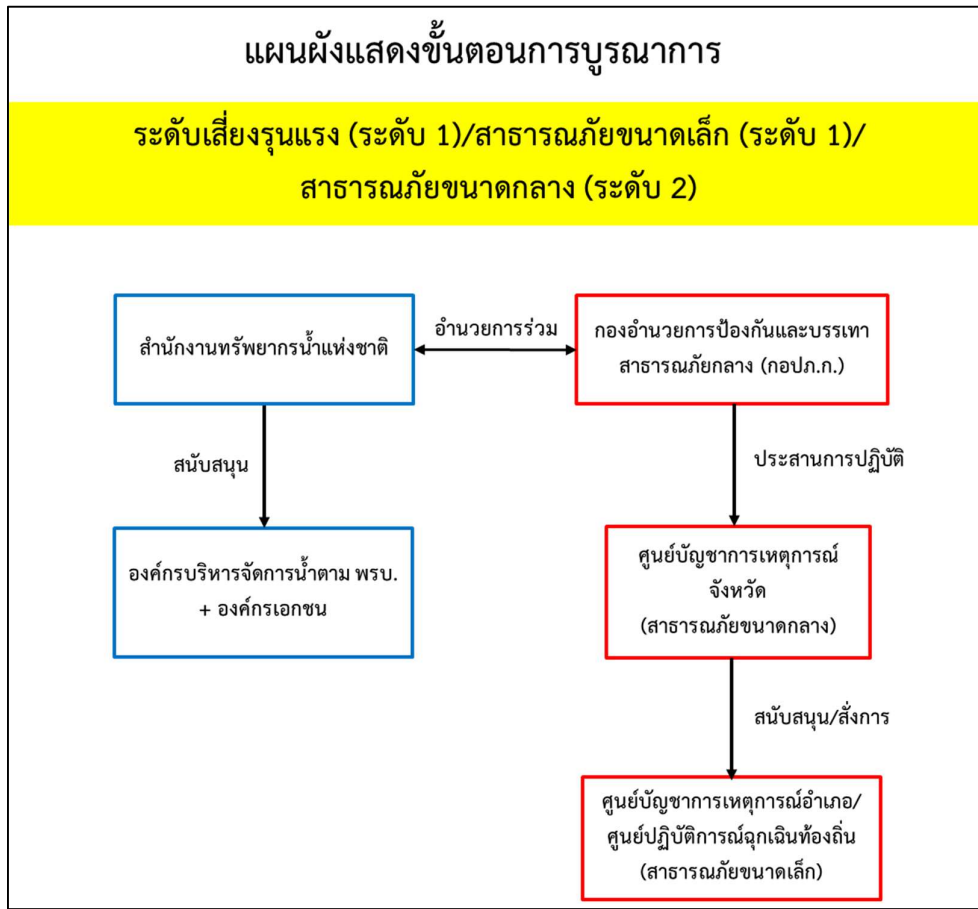 แผนผังแสดงขั้นตอนการบูรณาการ
ระดับเสี่ยงรุนแรง (ระดับ 1)/สาธารณภัยขนาดเล็ก (ระดับ 1)/
สาธารณภัยขนาดกลาง (ระดับ 2)
สำนักงานทรัพยากรน้ำแห่งชาติ
อำนวยการร่วม
กองอำนวยการป้องกันและบรรเทา
สาธารณภัยกลาง (กอปภ.ก.)
สนับสนุน
ประสานการปฏิบัติ
องค์กรบริหารจัดการน้ำตาม พรบ.
+ องค์กรเอกชน
ศูนย์บัญชาการเหตุการณ์
จังหวัด
(สาธารณภัยขนาดกลาง)
สนับสนุน/สั่งการ
ศูนย์บัญชาการเหตุการณ์อำเภอ/
ศูนย์ปฏิบัติการณ์ฉุกเฉินท้องถิ่น
(สาธารณภัยขนาดเล็ก)